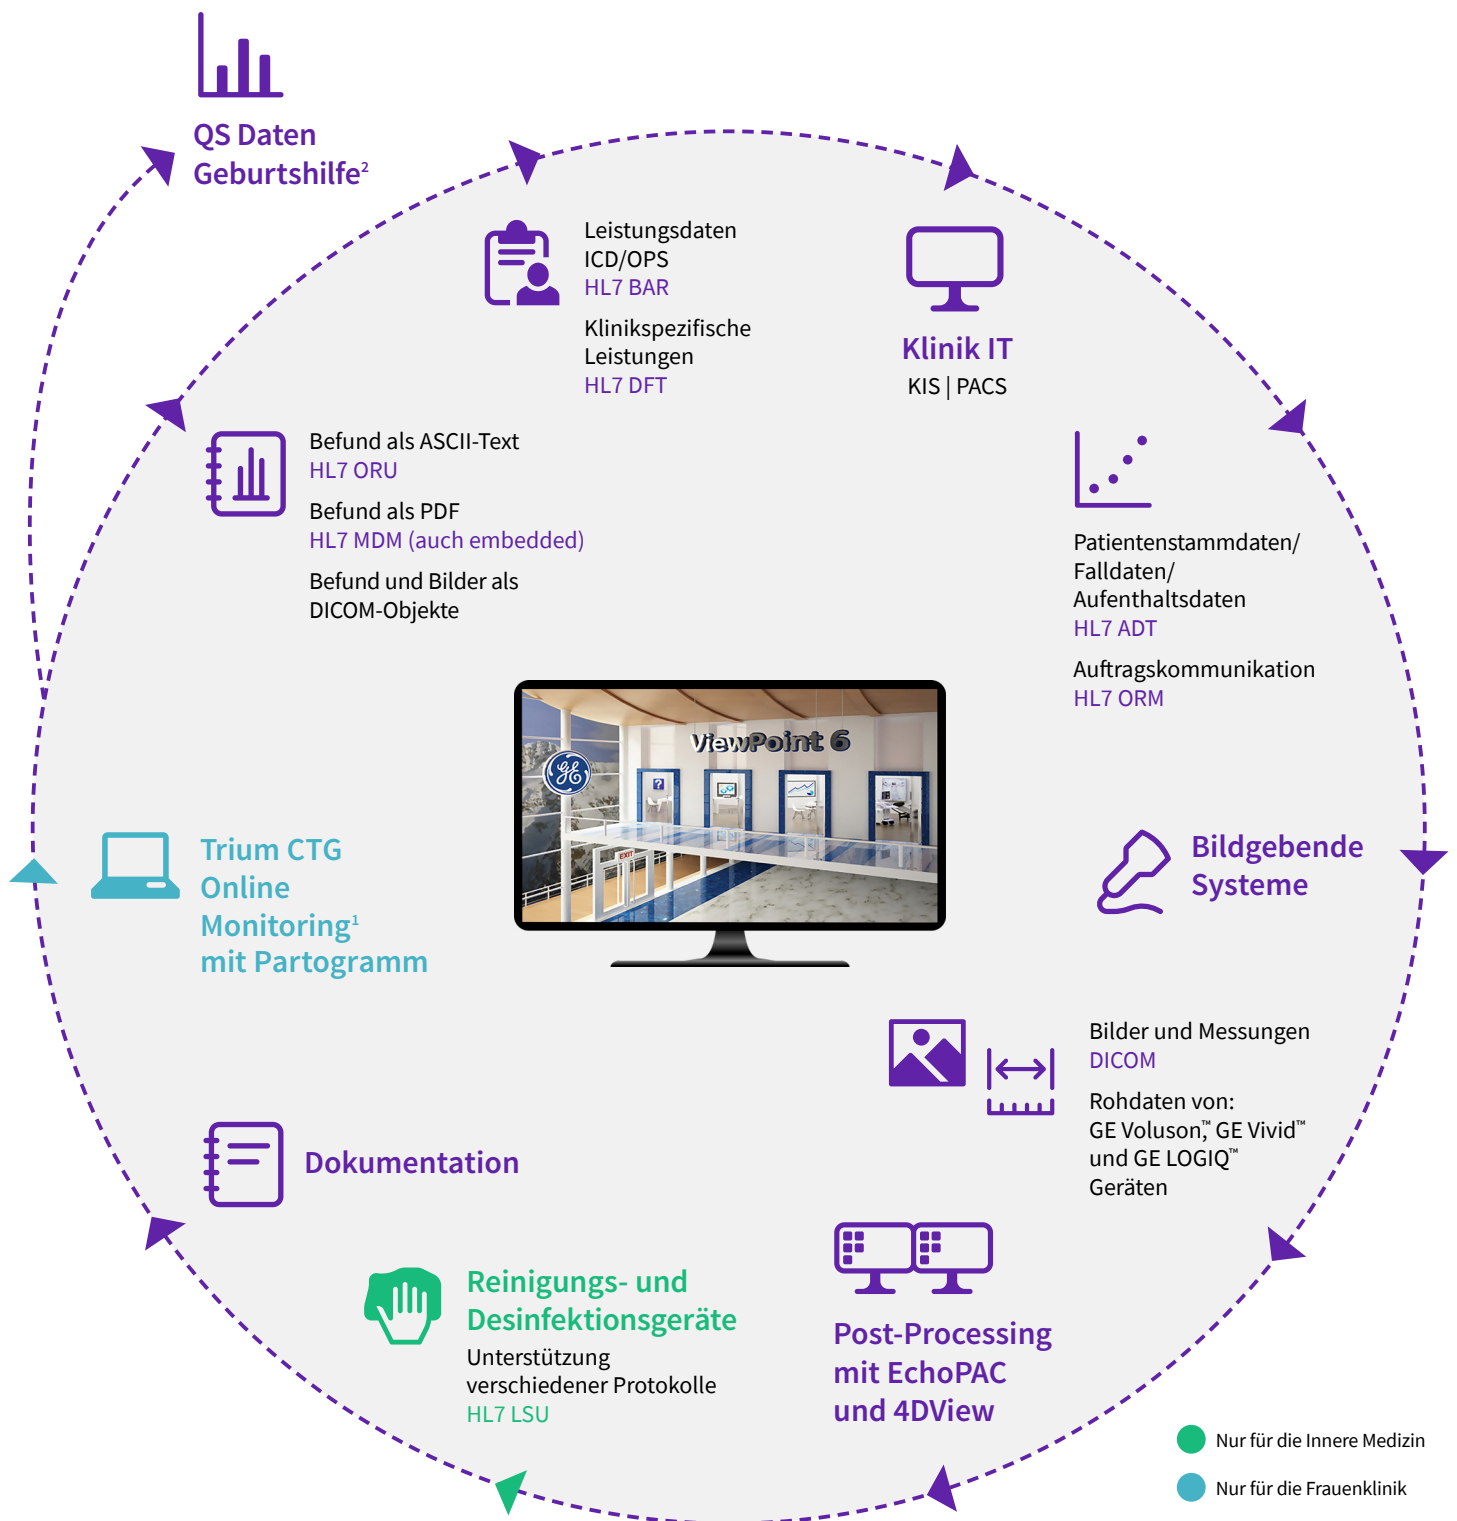 QS Daten
Geburtshilfe²
Leistungsdaten
ICD/OPS
HL7 BAR
Klinikspezifische
Leistungen
HL7 DFT
Klinik IT
KIS | PACS
Befund als ASCII-Text
HL7 ORU
Befund als PDF
HL7 MDM (auch embedded)
Befund und Bilder als
DICOM-Objekte
Patientenstammdaten/
Falldaten/
Aufenthaltsdaten
HL7 ADT
Auftragskommunikation
HL7 ORM
ViewPoint 6
GE
?
EXIT
Trium CTG
Online
Monitoring¹
mit Partogramm
Bildgebende
Systeme
Bilder und Messungen
DICOM
Rohdaten von:
GE Voluson™, GE Vivid™
und GE LOGIQ™
Geräten
Dokumentation
Reinigungs- und
Desinfektionsgeräte
Unterstützung
verschiedener Protokolle
HL7 LSU
Post-Processing
mit EchoPAC
und 4DView
Nur für die Innere Medizin
Nur für die Frauenklinik